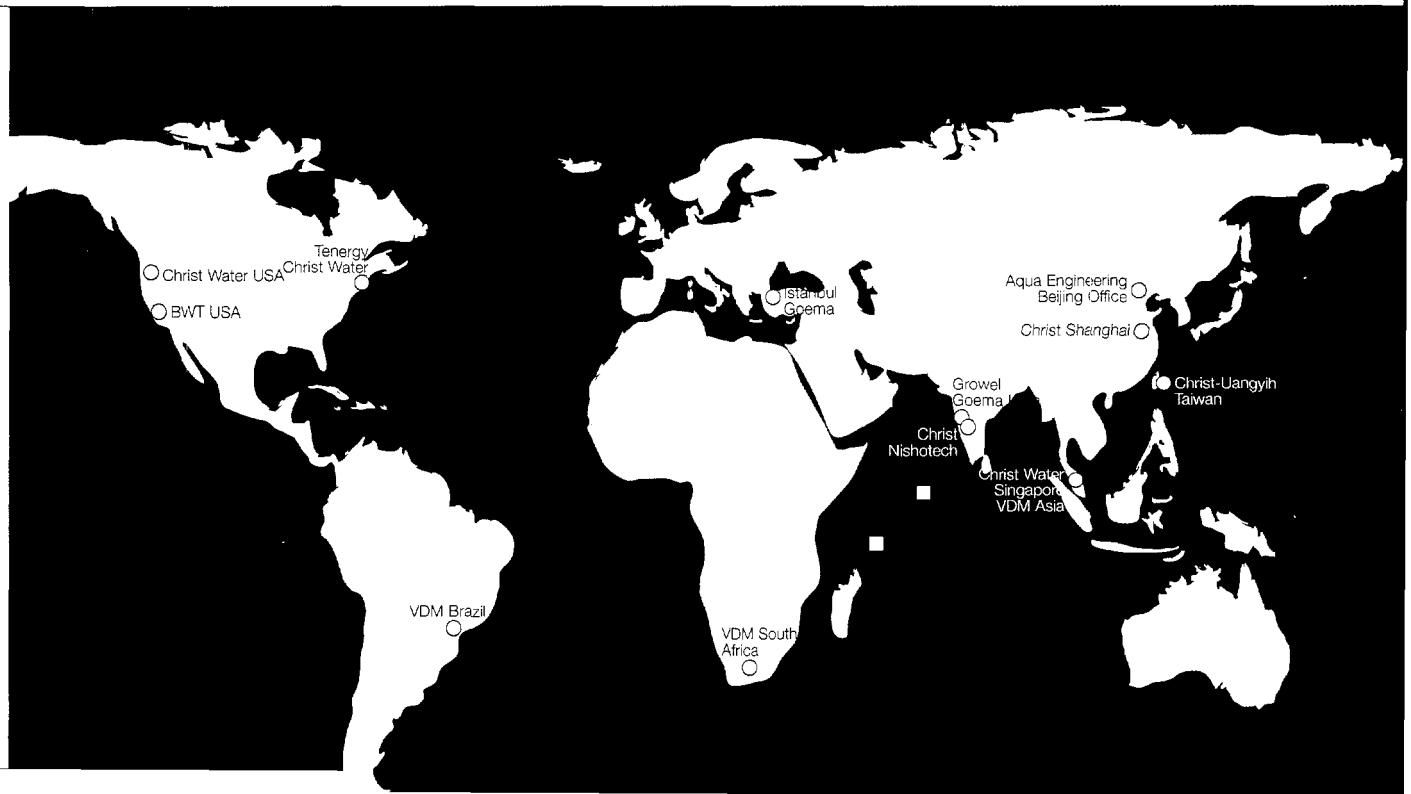 Tenergy
Christ Water
Christ Water USA
BWT USA
Istanbul
Goema
Aqua Engineering
Beijing Office
Christ Shanghai
Christ-Uangyih
Taiwan
Growel
Goema
Christ
Nishotech
Christ Water
Singapore
VDM Asia
VDM Brazil
VDM South
Africa